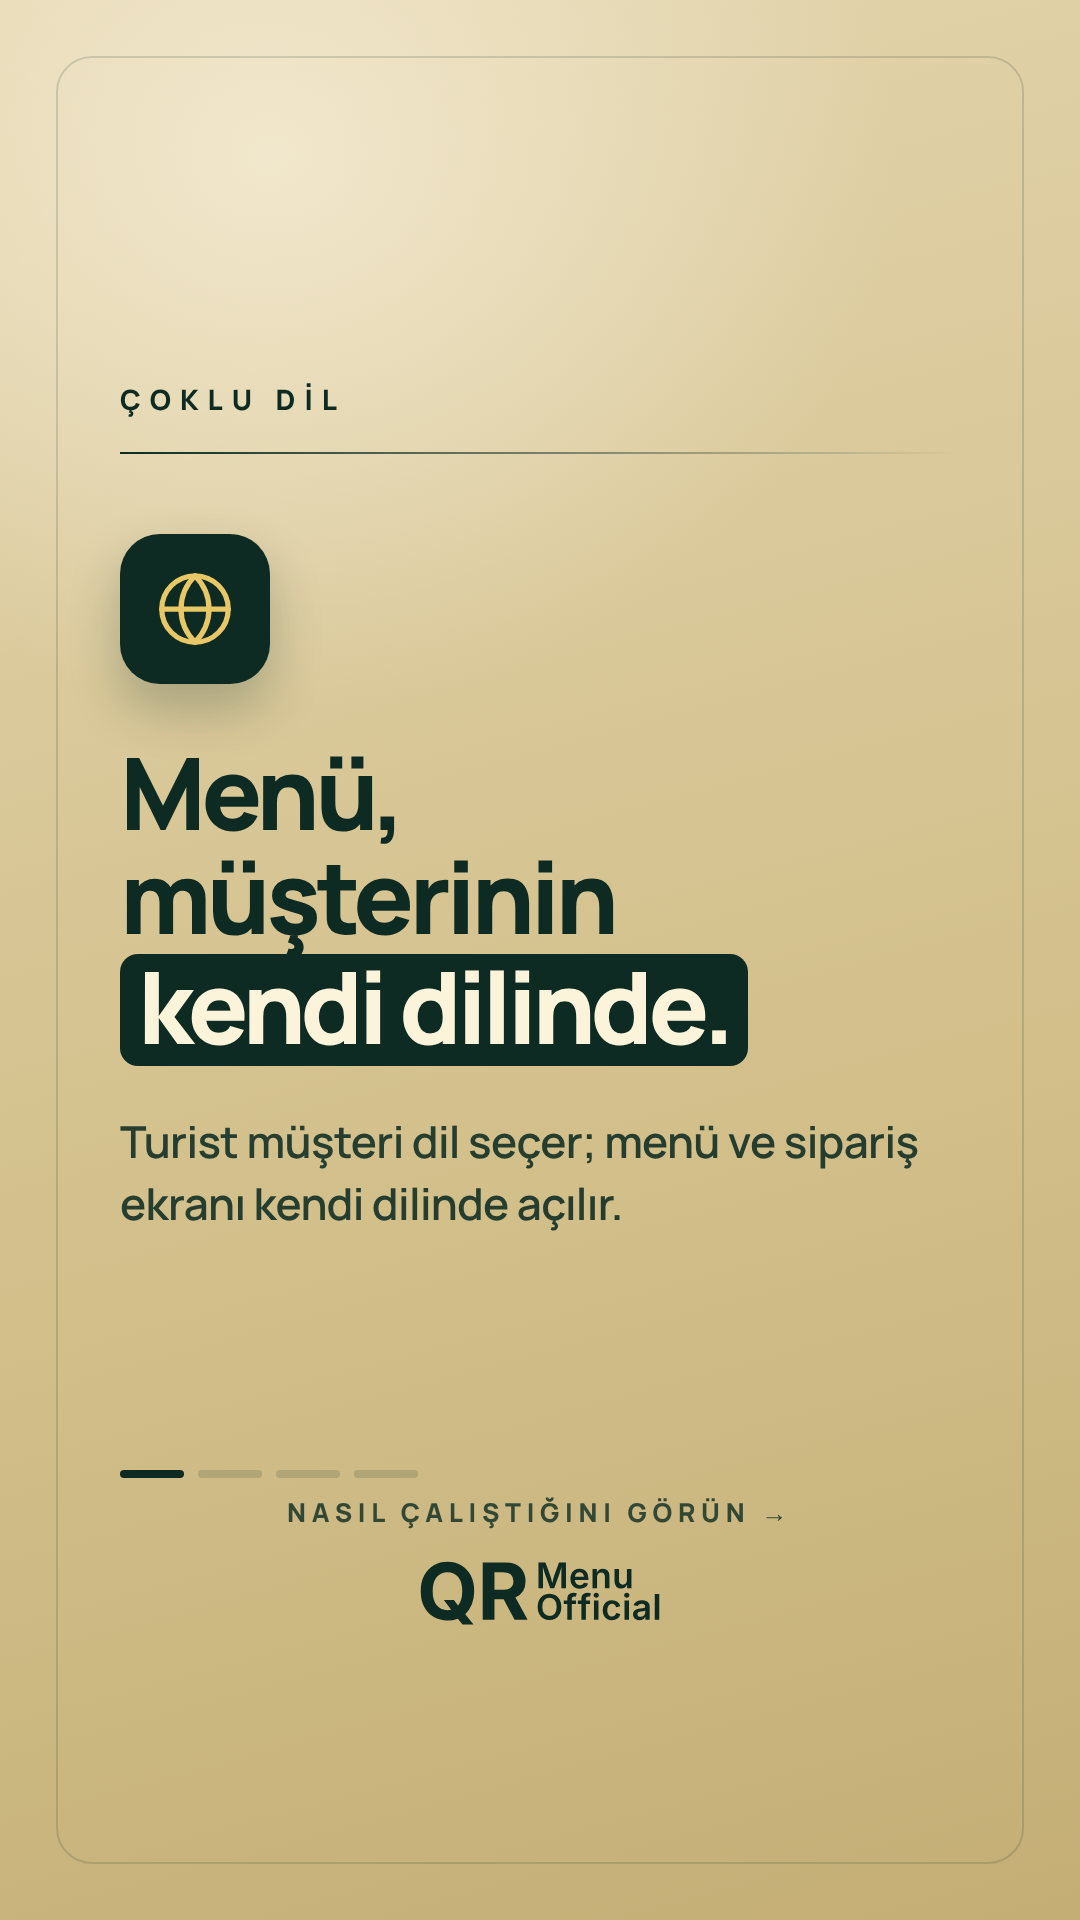 ÇOKLU DİL
Menü,
müşterinin
kendi dilinde.
Turist müşteri dil seçer; menü ve sipariş
ekranı kendi dilinde açılır.
NASIL ÇALIŞTIĞINI GÖRÜN →
QR Menu
Official